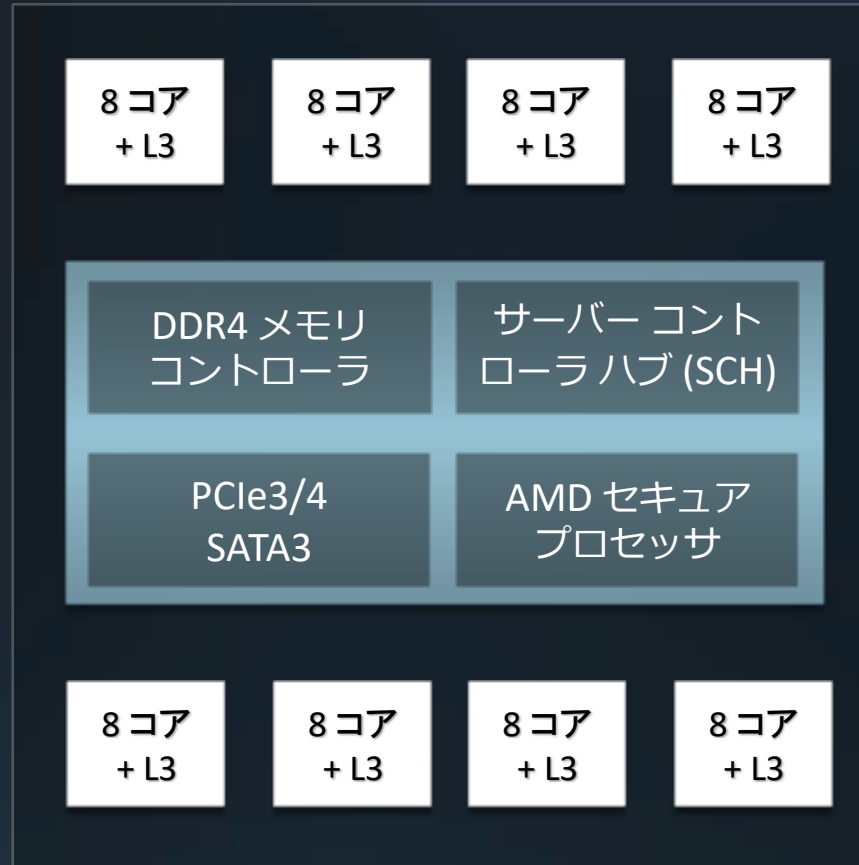 8 コア
+ L3
8 コア
+ L3
8 コア
+ L3
8 コア
+ L3
DDR4 メモリ
コントローラ
サーバー コント
ローラ ハブ (SCH)
PCIe3/4
SATA3
AMD セキュア
プロセッサ
8 コア
+ L3
8 コア
+ L3
8 コア
+ L3
8 コア
+ L3